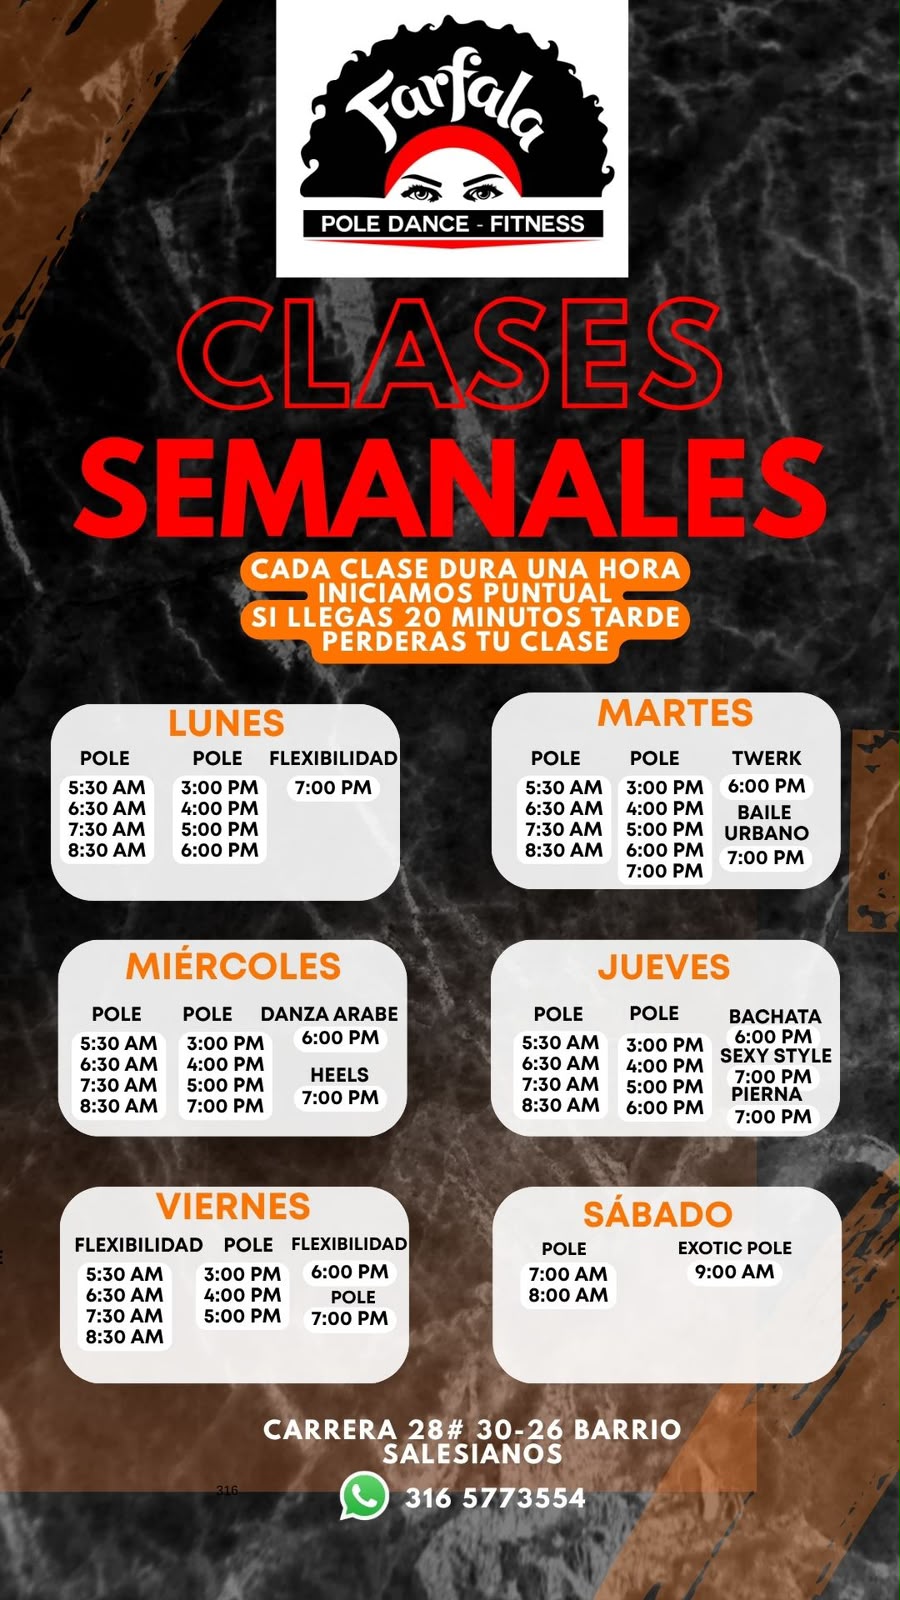 Farfala
POLE DANCE - FITNESS
CLASES
SEMANALES
CADA CLASE DURA UNA HORA
INICIAMOS PUNTUAL
SI LLEGAS 20 MINUTOS TARDE
PERDERAS TU CLASE
LUNES
POLE
5:30 AM
6:30 AM
7:30 AM
8:30 AM
POLE
3:00 PM
4:00 PM
5:00 PM
6:00 PM
FLEXIBILIDAD
7:00 PM
MARTES
POLE
5:30 AM
6:30 AM
7:30 AM
8:30 AM
POLE
3:00 PM
4:00 PM
5:00 PM
6:00 PM
7:00 PM
TWERK
6:00 PM
BAILE
URBANO
7:00 PM
MIÉRCOLES
POLE
5:30 AM
6:30 AM
7:30 AM
8:30 AM
POLE
3:00 PM
4:00 PM
5:00 PM
7:00 PM
DANZA ARABE
6:00 PM
HEELS
7:00 PM
JUEVES
POLE
5:30 AM
6:30 AM
7:30 AM
8:30 AM
POLE
3:00 PM
4:00 PM
5:00 PM
6:00 PM
BACHATA
6:00 PM
SEXY STYLE
7:00 PM
PIERNA
7:00 PM
VIERNES
FLEXIBILIDAD
5:30 AM
6:30 AM
7:30 AM
8:30 AM
POLE
3:00 PM
4:00 PM
5:00 PM
FLEXIBILIDAD
6:00 PM
POLE
7:00 PM
SÁBADO
POLE
7:00 AM
8:00 AM
EXOTIC POLE
9:00 AM
CARRERA 28# 30-26 BARRIO
SALESIANOS
316
316 5773554